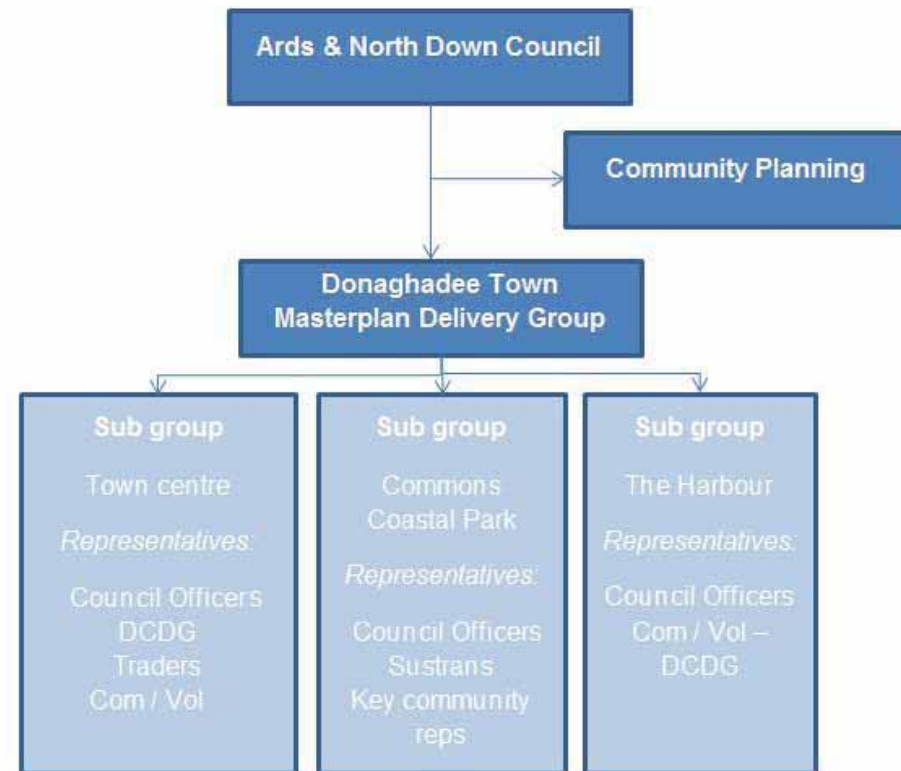 Ards & North Down Council
Community Planning
Donaghadee Town
Masterplan Delivery Group
Sub group
Town centre
Representatives:
Council Officers
DCDG
Traders
Com / Vol
Sub group
Commons
Coastal Park
Representatives:
Council Officers
Sustrans
Key community
reps
Sub group
The Harbour
Representatives:
Council Officers
Com / Vol –
DCDG